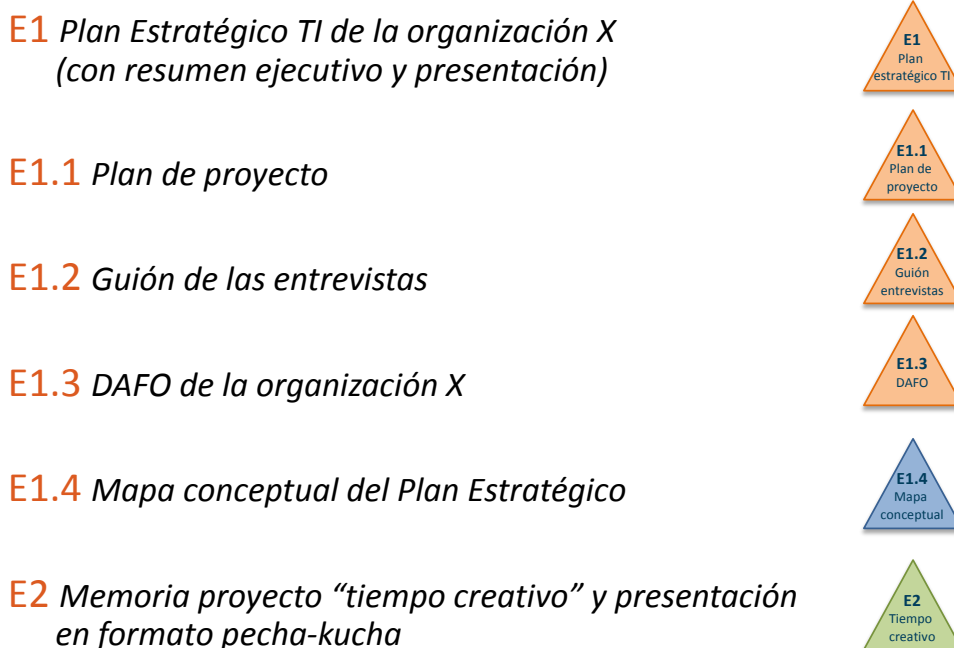 E1 Plan Estratégico TI de la organización X
(con resumen ejecutivo y presentación)
E1
Plan
estratégico TI
E1.1 Plan de proyecto
E1.1
Plan de
proyecto
E1.2 Guión de las entrevistas
E1.2
Guión
entrevistas
E1.3 DAFO de la organización X
E1.3
DAFO
E1.4 Mapa conceptual del Plan Estratégico
E1.4
Mapa
conceptual
E2 Memoria proyecto “tiempo creativo” y presentación
en formato pecha-kucha
E2
Tiempo
creativo